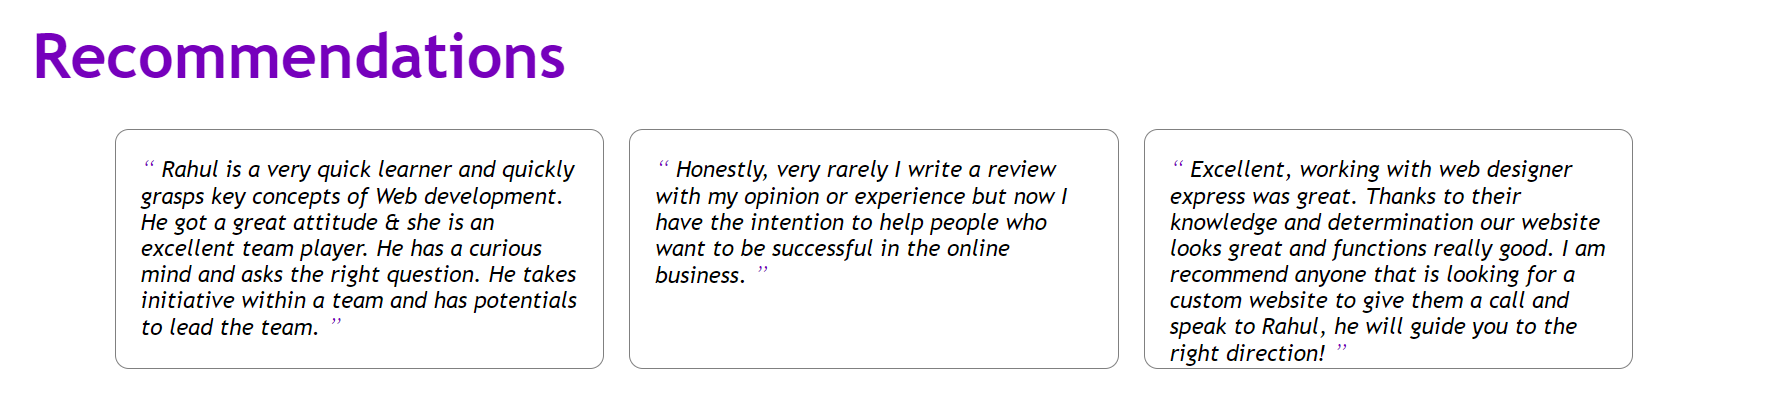 Recommendations
“ Rahul is a very quick learner and quickly
grasps key concepts of Web development.
He got a great attitude & she is an
excellent team player. He has a curious
mind and asks the right question. He takes
initiative within a team and has potentials
to lead the team. ”
“ Honestly, very rarely I write a review
with my opinion or experience but now I
have the intention to help people who
want to be successful in the online
business. ”
“ Excellent, working with web designer
express was great. Thanks to their
knowledge and determination our website
looks great and functions really good. I am
recommend anyone that is looking for a
custom website to give them a call and
speak to Rahul, he will guide you to the
right direction! ”